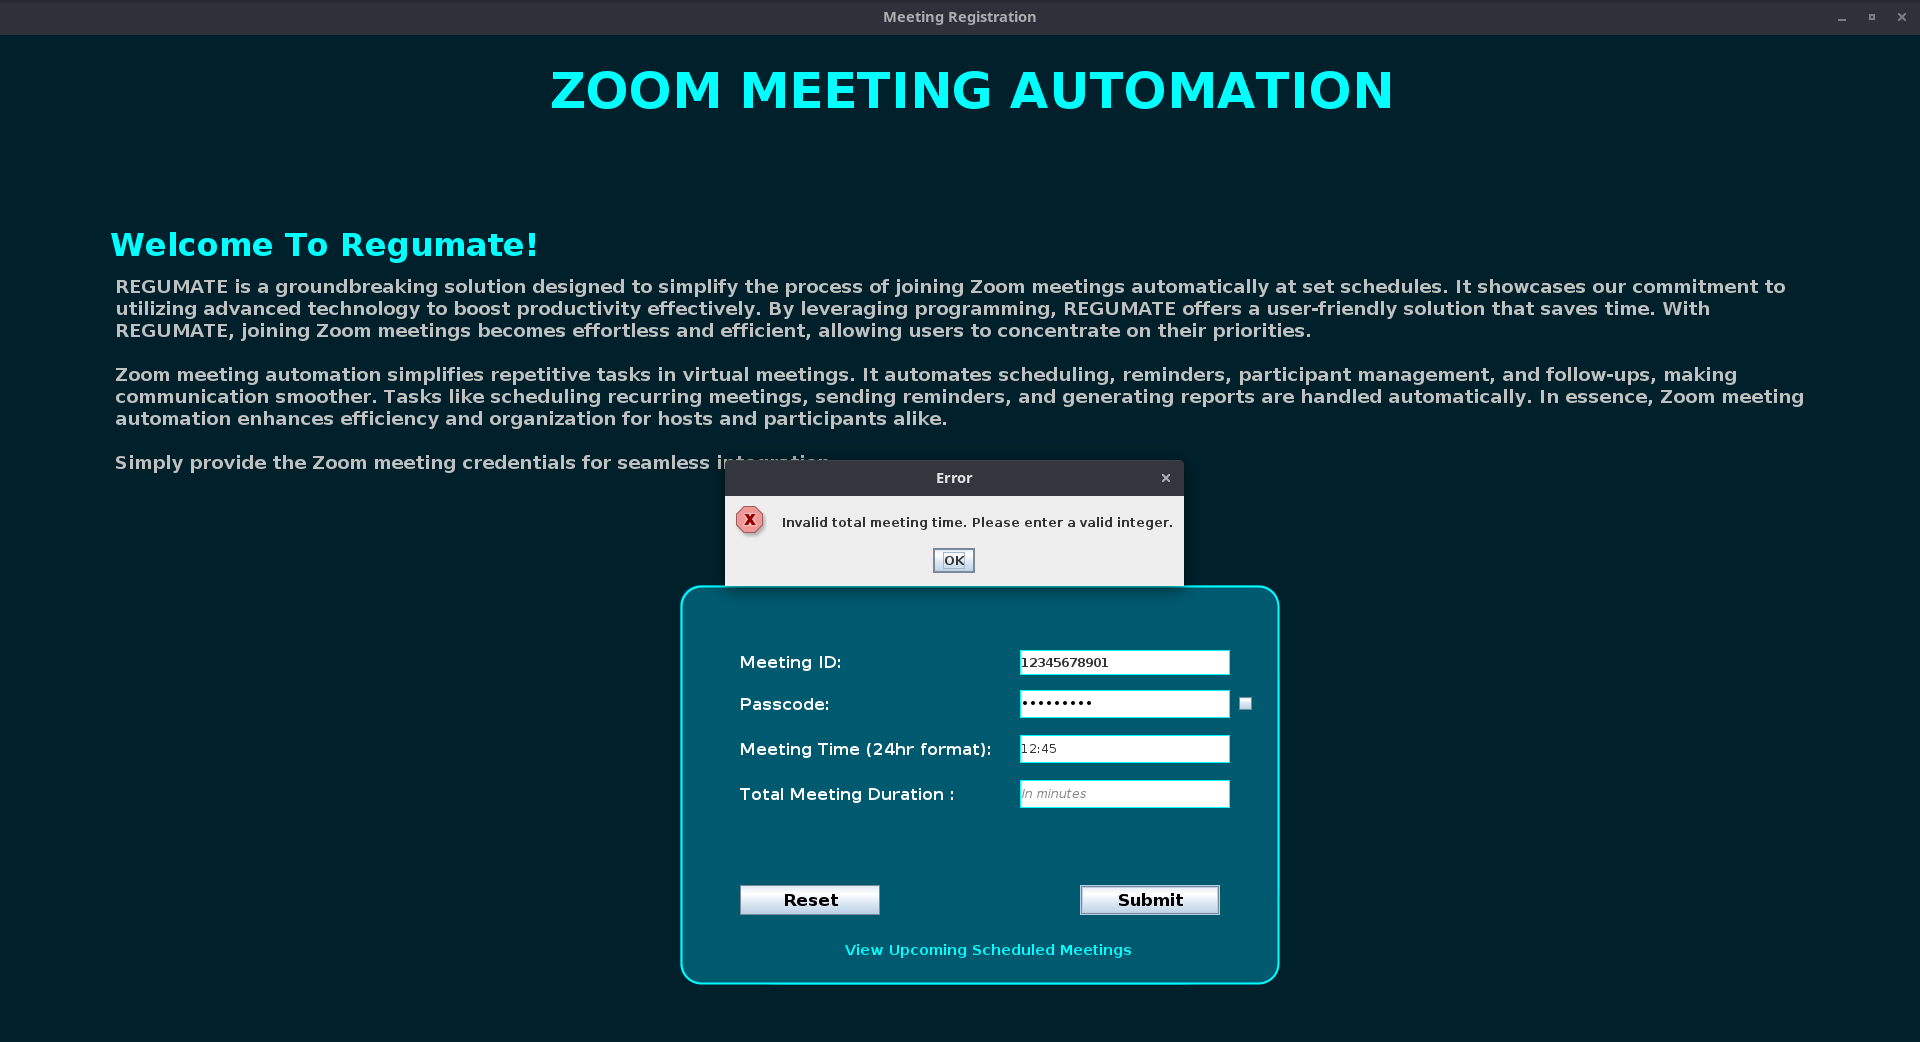 Meeting Registration
ZOOM MEETING AUTOMATION
Welcome To Regumate!
REGUMATE is a groundbreaking solution designed to simplify the process of joining Zoom meetings automatically at set schedules. It showcases our commitment to
utilizing advanced technology to boost productivity effectively. By leveraging programming, REGUMATE offers a user-friendly solution that saves time. With
REGUMATE, joining Zoom meetings becomes effortless and efficient, allowing users to concentrate on their priorities.
Zoom meeting automation simplifies repetitive tasks in virtual meetings. It automates scheduling, reminders, participant management, and follow-ups, making
communication smoother. Tasks like scheduling recurring meetings, sending reminders, and generating reports are handled automatically. In essence, Zoom meeting
automation enhances efficiency and organization for hosts and participants alike.
Simply provide the Zoom meeting credentials for seamless
Error
Invalid total meeting time. Please enter a valid integer.
OK
Meeting ID: 12345678901
Passcode: •••••••••
Meeting Time (24hr format): 12:45
Total Meeting Duration : In minutes
Reset Submit
View Upcoming Scheduled Meetings